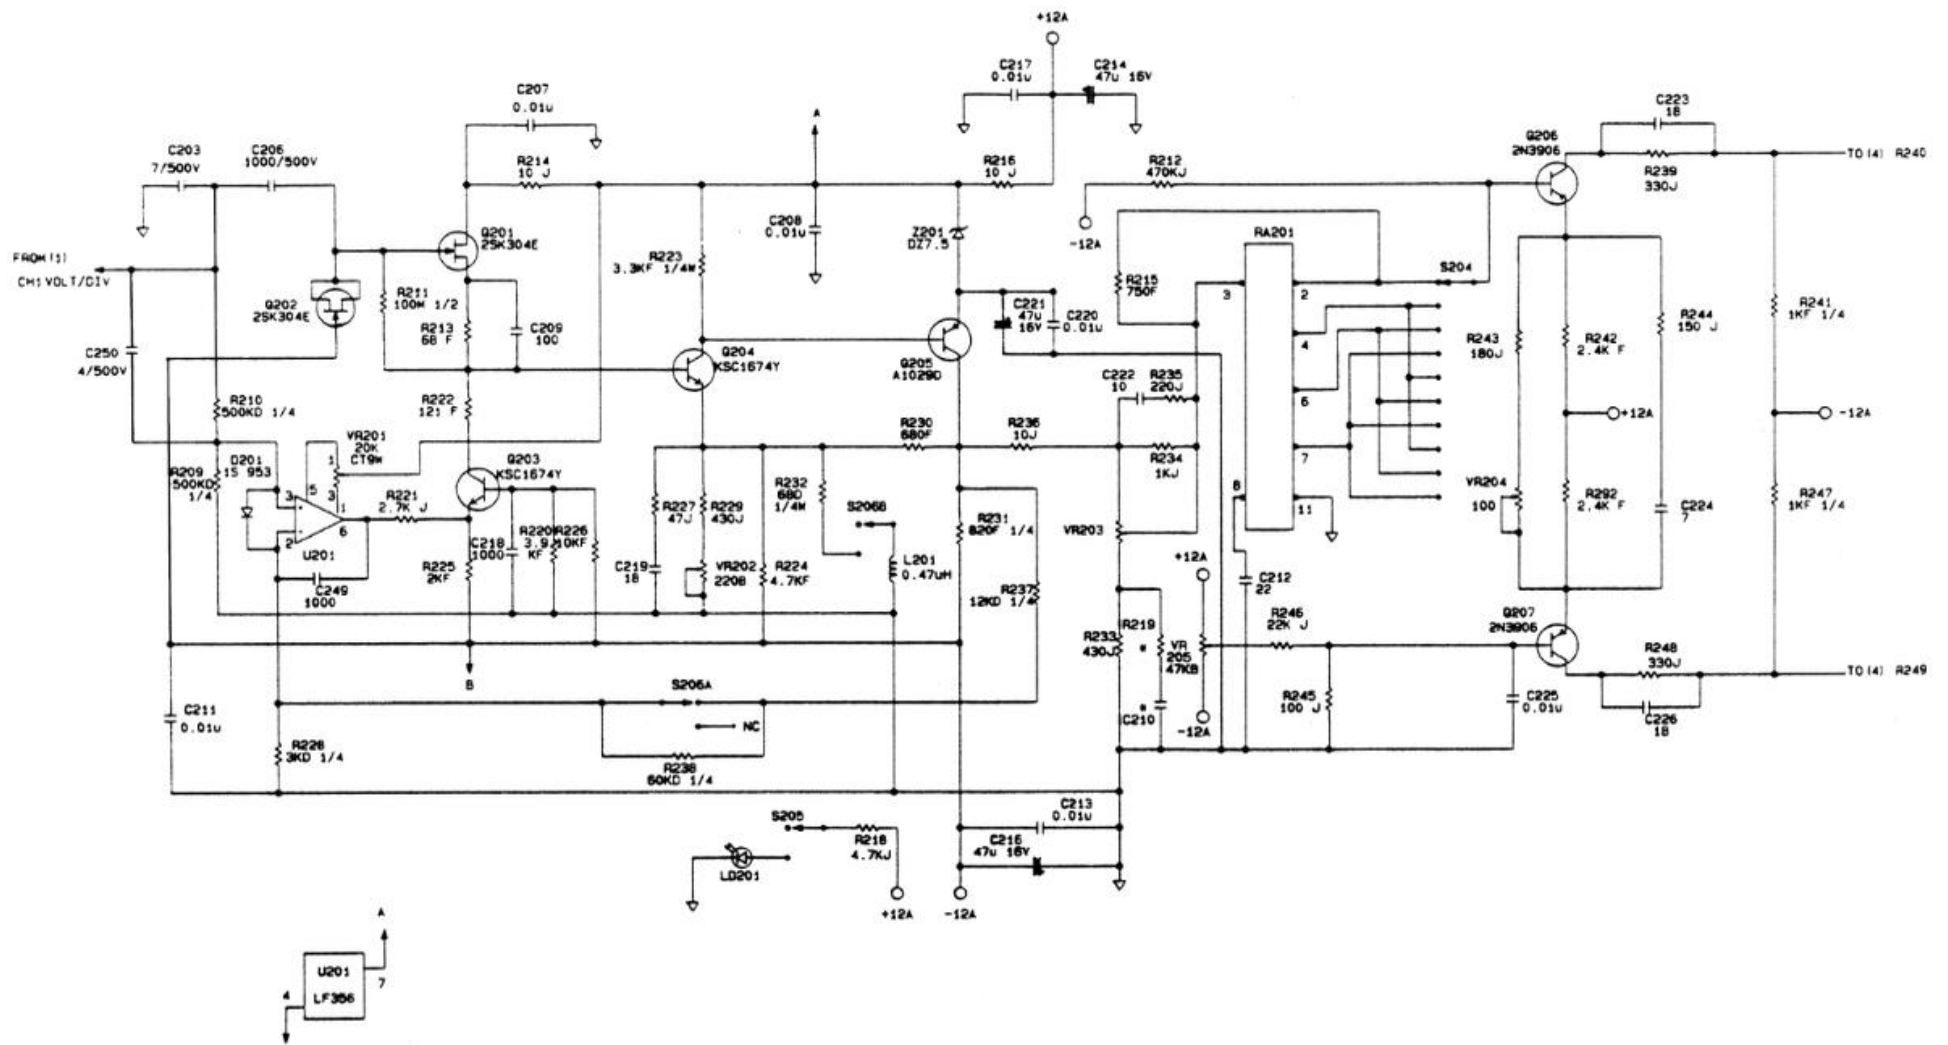 +12A
C217
0.01u
C214
47u 16V
C207
0.01u
A
C223
18
Q206
2N3906
C203
7/500V
C206
1000/500V
R214
10 J
R216
10 J
R212
470KJ
TO(4) R240
R239
330J
C208
0.01u
Z201
DZ7.5
-12A
RA201
Q201
2SK304E
FROM(1)
CH1 VOLT/DIV
R223
3.3KF 1/4W
S204
R215
750F
3
2
4
6
7
8
11
Q202
2SK304E
R211
100M 1/2
R213
68 F
C209
100
C221
47u
16V
C220
0.01u
R243
180J
R242
2.4K F
R244
150 J
R241
1KF 1/4
C250
4/500V
Q204
KSC1674Y
Q205
A1029D
C222
10
R235
220J
R210
500KD 1/4
R222
121 F
+12A
-12A
VR201
20K
CT9W
R230
680F
R236
10J
R234
1KJ
D201
1S 953
R209
500KD
1/4
1
3
5
3
2
1
6
U201
R221
2.7K J
Q203
KSC1674Y
R232
68D
1/4W
S206B
VR204
100
R292
2.4K F
C224
7
R247
1KF 1/4
R227
47J
R229
430J
R231
820F 1/4
VR203
C218
1000
R220
3.9
KF
R226
10KF
R225
2KF
C249
1000
C219
18
VR202
220B
R224
4.7KF
L201
0.47uH
R237
12KD 1/4
+12A
C212
22
R246
22K J
Q207
2N3906
R233
430J
R219
*
VR
205
47KB
*
C210
-12A
R248
330J
TO(4) R249
R245
100 J
C225
0.01u
C226
18
B
S206A
NC
C211
0.01u
R228
3KD 1/4
R238
60KD 1/4
S205
R218
4.7KJ
LD201
C213
0.01u
C216
47u 16V
+12A
-12A
A
U201
LF356
7
4